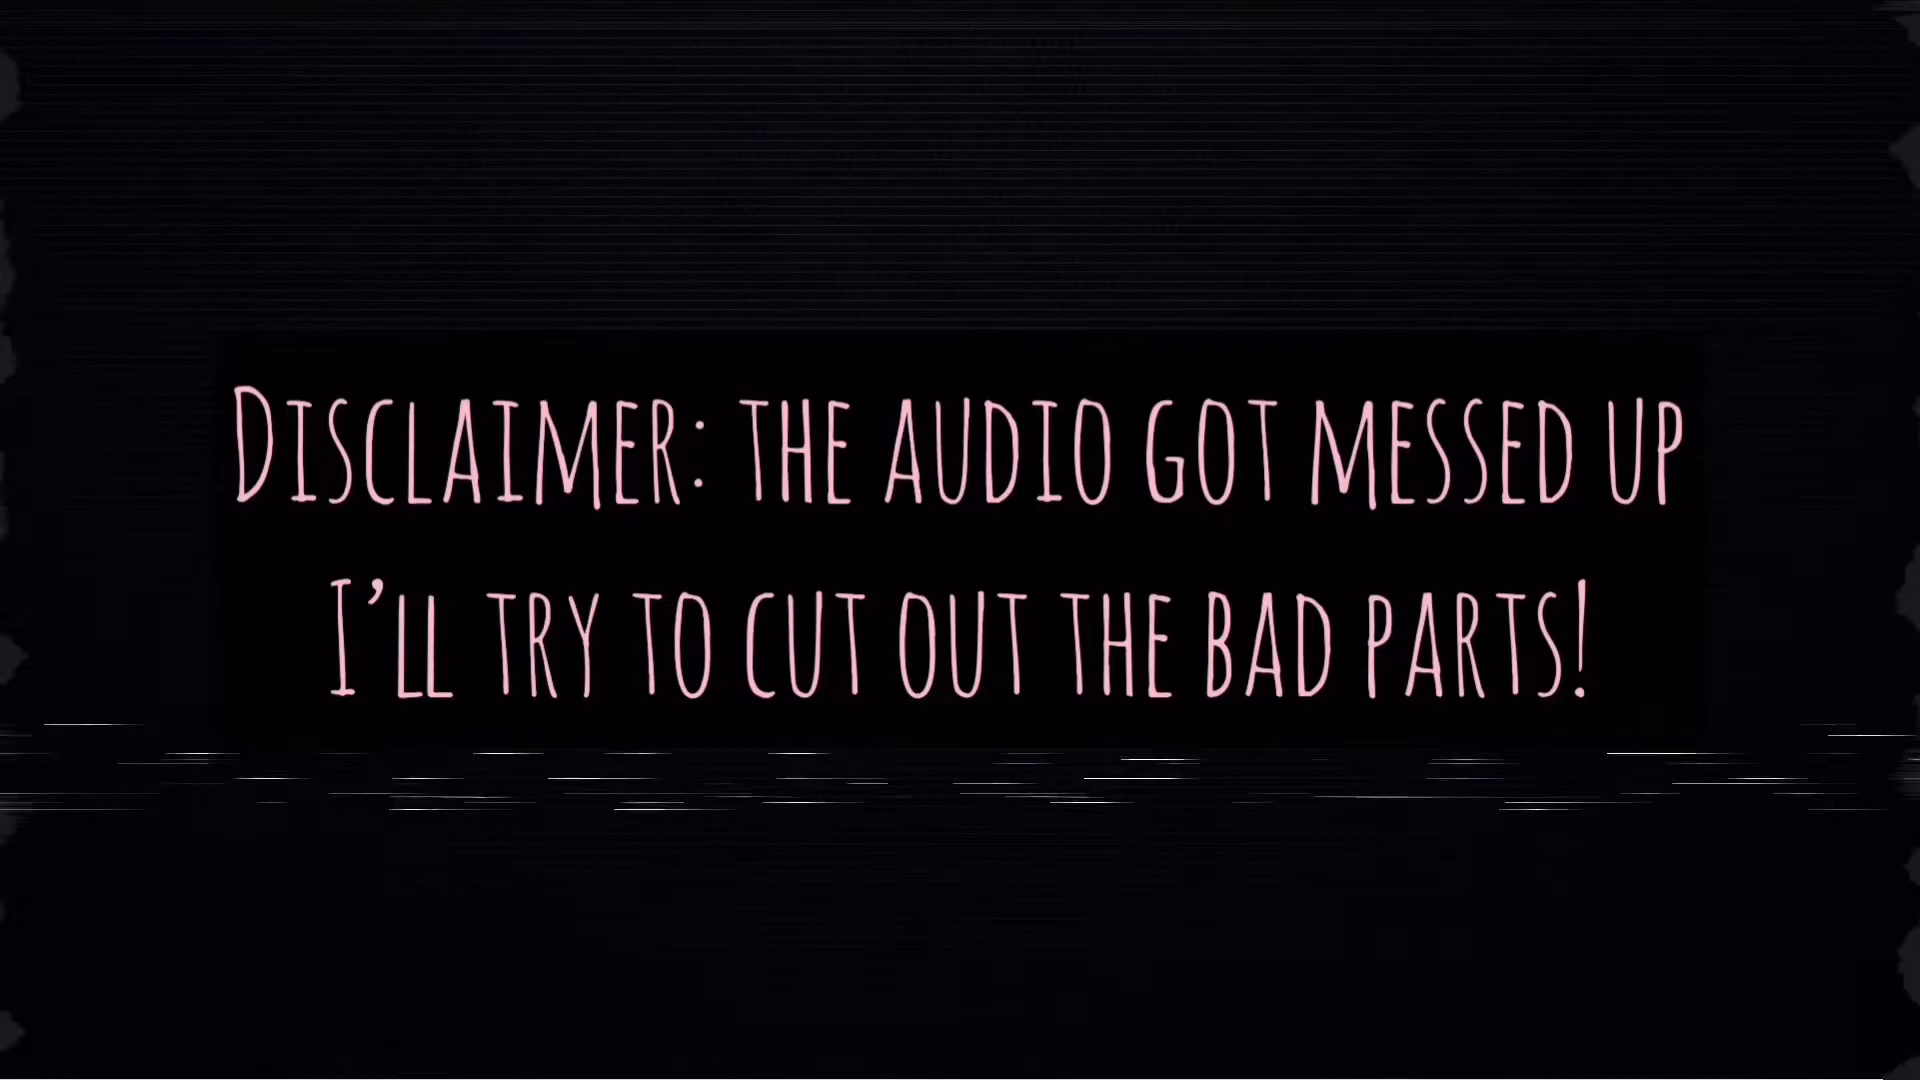 Disclaimer: the audio got messed up
I'll try to cut out the bad parts!